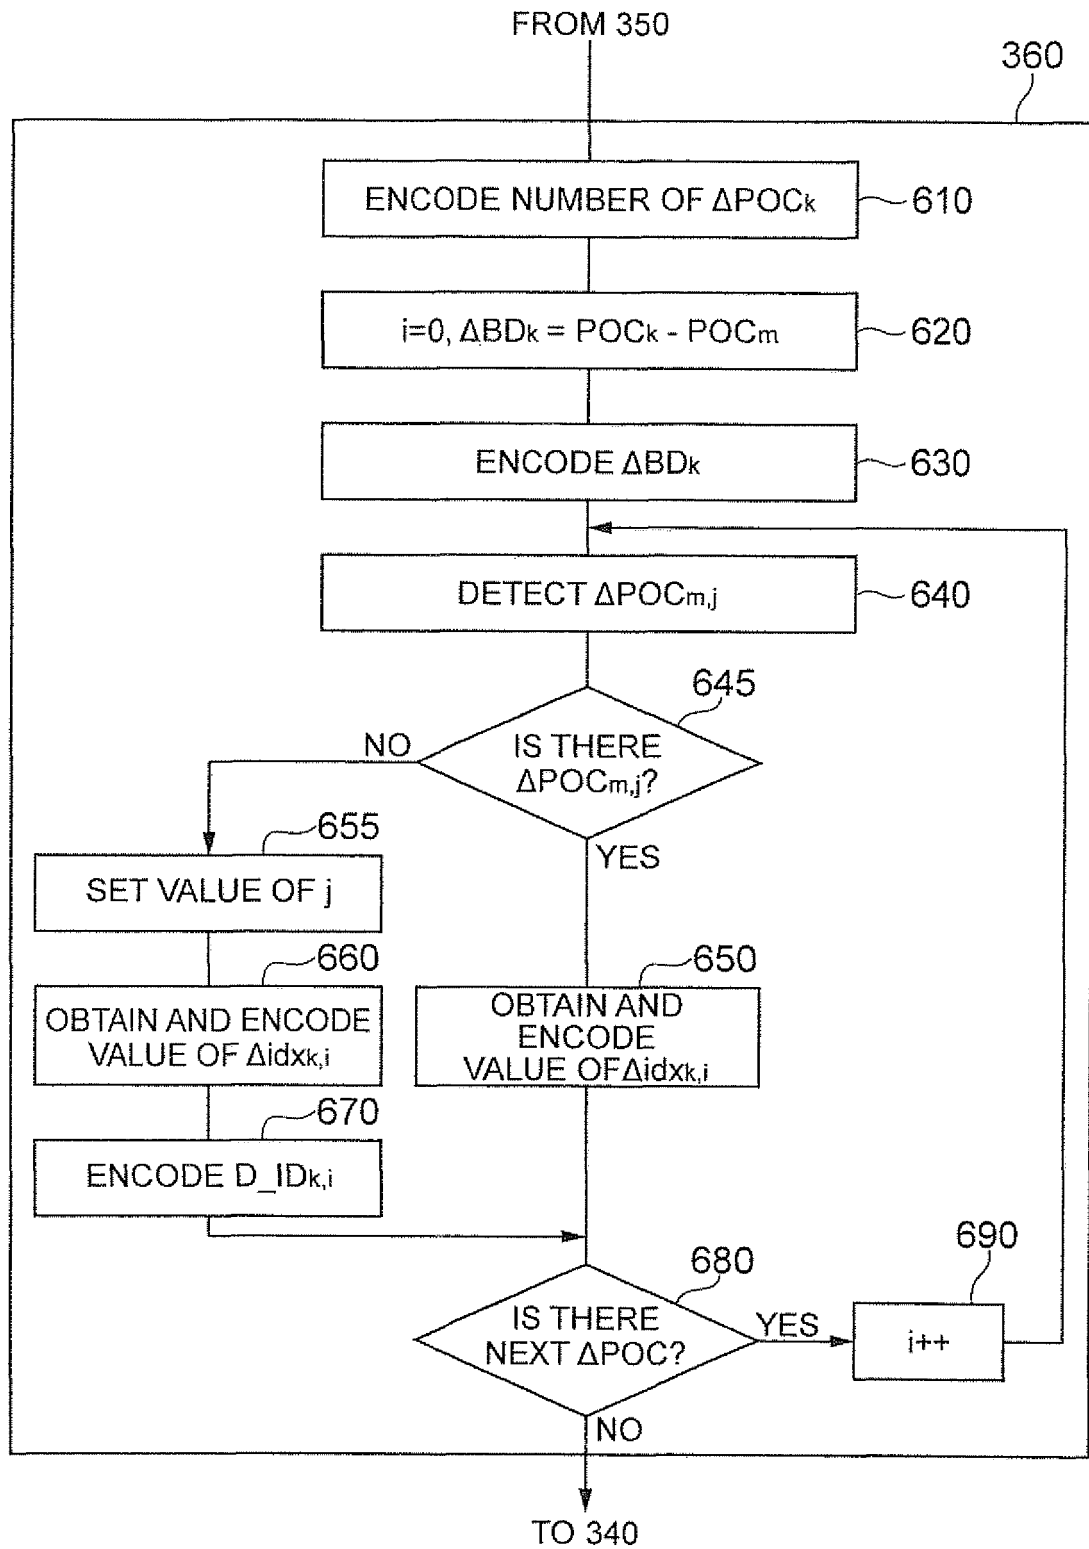 FROM 350
360
ENCODE NUMBER OF ΔPOCk
610
i=0, ΔBDk = POCk - POCm
620
ENCODE ΔBDk
630
DETECT ΔPOCm,j
640
645
IS THERE
ΔPOCm,j?
NO
YES
655
SET VALUE OF j
660
OBTAIN AND ENCODE
VALUE OF Δidxk,i
650
OBTAIN AND
ENCODE
VALUE OFΔidxk,i
670
ENCODE D_IDk,i
680
IS THERE
NEXT ΔPOC?
YES
690
i++
NO
TO 340